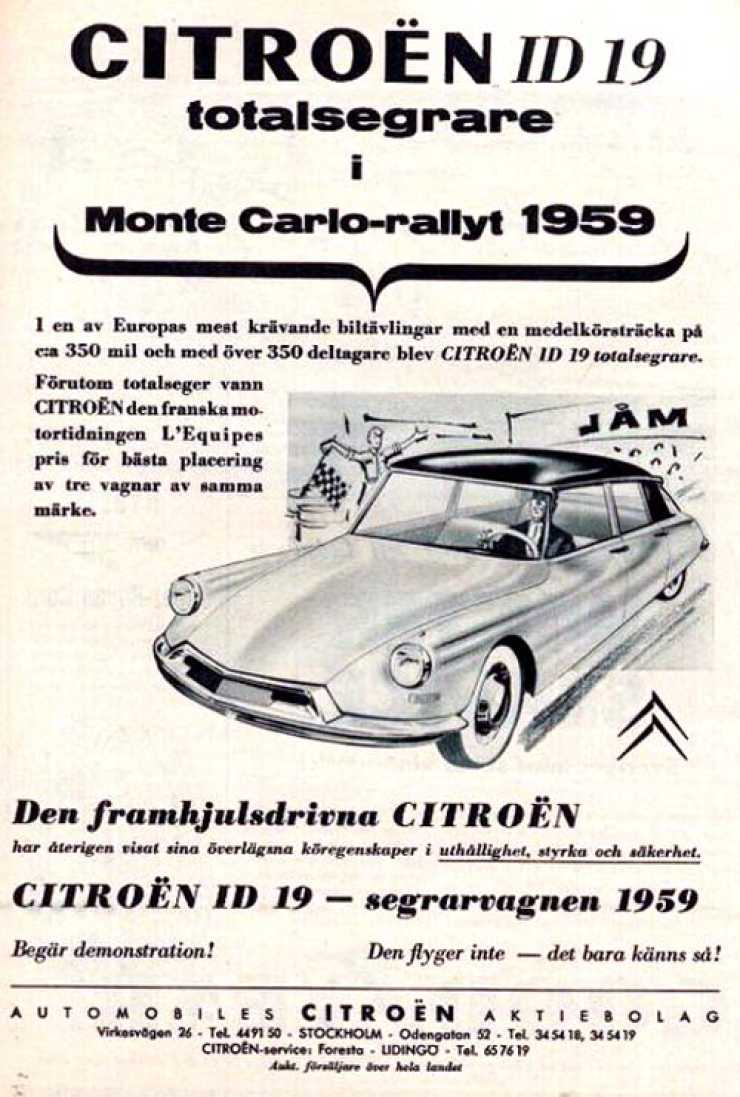 CITROËN ID 19
totalsegrare
i
Monte Carlo-rallyt 1959
I en av Europas mest krävande biltävlingar med en medelkörsträcka på
c:a 350 mil och med över 350 deltagare blev CITROËN ID 19 totalsegrare.
Förutom totalseger vann
CITROËN den franska mo-
tortidningen L'Equipes
pris för bästa placering
av tre vagnar av samma
märke.
JÅM
Den framhjulsdrivna CITROËN
har återigen visat sina överlägsna köregenskaper i uthållighet, styrka och säkerhet.
CITROËN ID 19 — segrarvagnen 1959
Begär demonstration! Den flyger inte — det bara känns så!
AUTOMOBILES CITROËN AKTIEBOLAG
Virkesvägen 26 - Tel. 44 91 50 - STOCKHOLM - Odengatan 52 - Tel. 34 54 18, 34 54 19
CITROËN-service: Foresta - LIDINGÖ - Tel. 65 76 19
Aukt. försäljare över hela landet